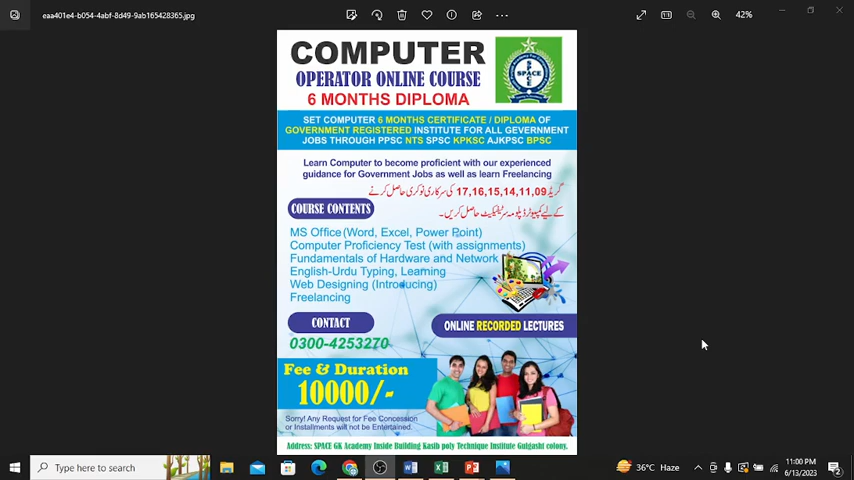 eaa401e4-b054-4abf-8d49-9ab165428365.jpg
42%
COMPUTER
OPERATOR ONLINE COURSE
6 MONTHS DIPLOMA
SPACE
SET COMPUTER 6 MONTHS CERTIFICATE / DIPLOMA OF
GOVERNMENT REGISTERED INSTITUTE FOR ALL GEVERNMENT
JOBS THROUGH PPSC NTS SPSC KPKSC AJKPSC BPSC
Learn Computer to become proficient with our experienced
guidance for Government Jobs as well as learn Freelancing
گریڈ 17,16,15,14,11,09 کی سرکاری نوکری حاصل کرنے
کے لیے کمپیوٹر ڈپلومہ سرٹیفکیٹ حاصل کریں۔
COURSE CONTENTS
MS Office (Word, Excel, Power Point)
Computer Proficiency Test (with assignments)
Fundamentals of Hardware and Network
English-Urdu Typing, Learning
Web Designing (Introducing)
Freelancing
CONTACT
ONLINE RECORDED LECTURES
0300-4253270
Fee & Duration
10000/-
Sorry! Any Request for Fee Concession
or Installments will not be Entertained.
Address: SPACE GK Academy Inside Building Kasib poly Technique Institute Gulgasht colony.
Type here to search
36°C Haze
11:00 PM
6/13/2023